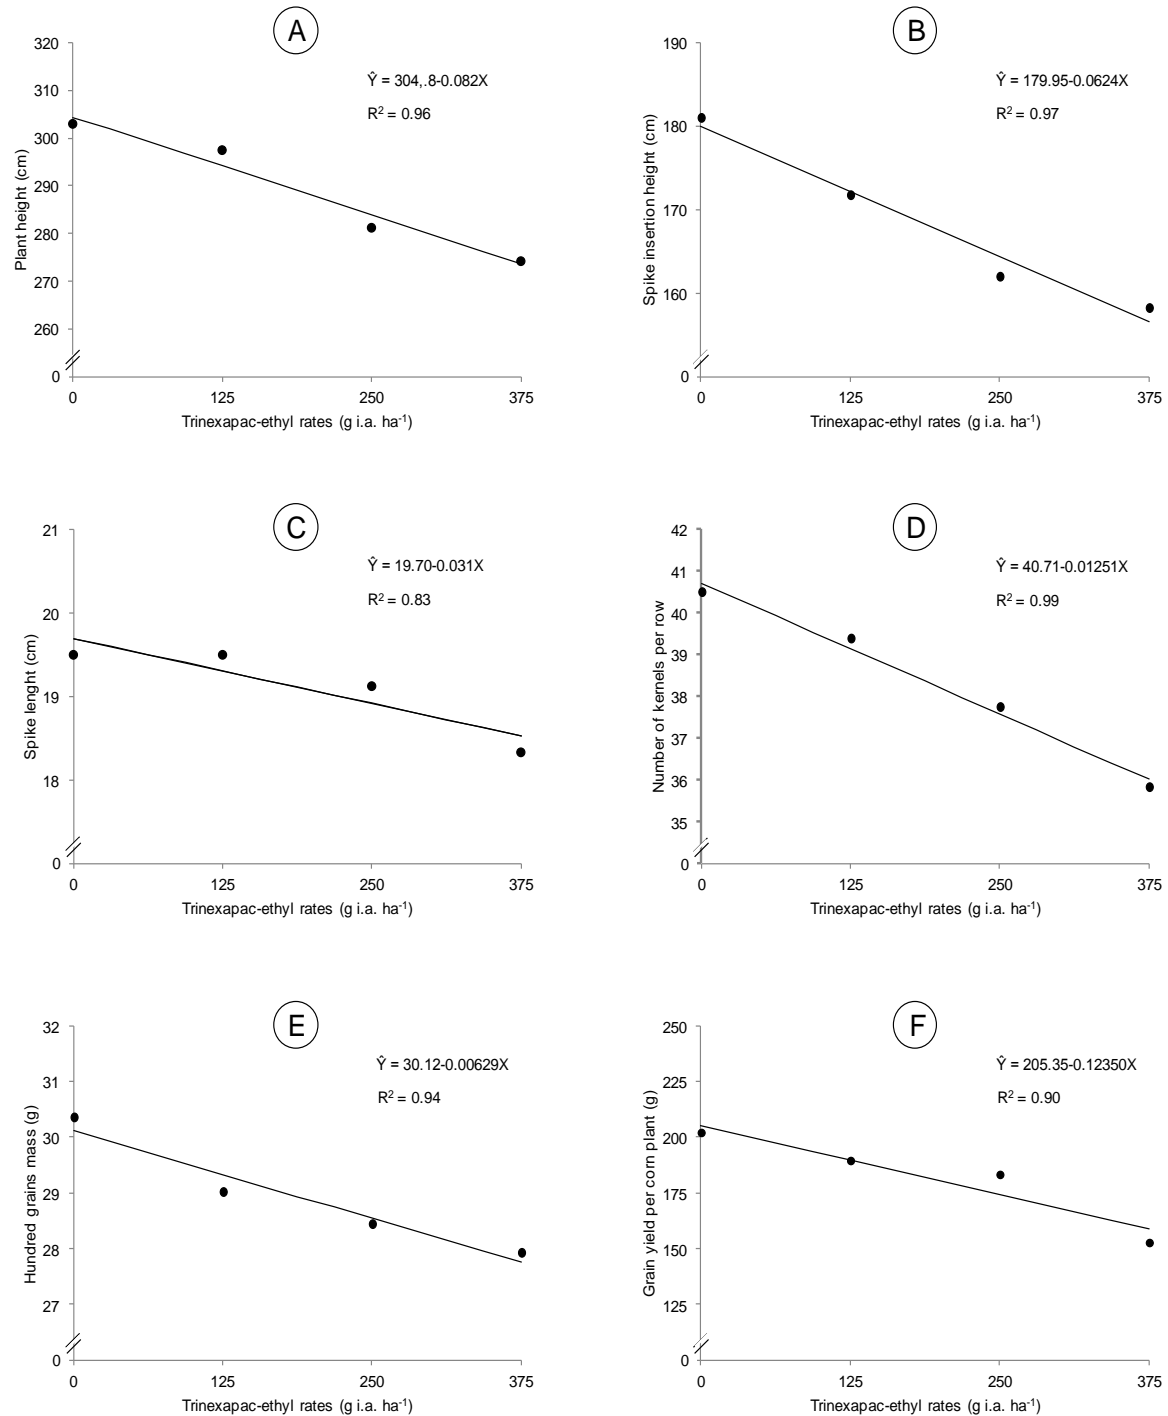 A
320
310
300
290
280
270
260
0
0
125
250
375
Plant height (cm)
Trinexapac-ethyl rates (g i.a. ha⁻¹)
Ŷ = 304,.8-0.082X
R² = 0.96
B
190
180
170
160
0
0
125
250
375
Spike insertion height (cm)
Trinexapac-ethyl rates (g i.a. ha⁻¹)
Ŷ = 179.95-0.0624X
R² = 0.97
C
21
20
19
18
0
0
125
250
375
Spike lenght (cm)
Trinexapac-ethyl rates (g i.a. ha⁻¹)
Ŷ = 19.70-0.031X
R² = 0.83
D
42
41
40
39
38
37
36
35
0
0
125
250
375
Number of kernels per row
Trinexapac-ethyl rates (g i.a. ha⁻¹)
Ŷ = 40.71-0.01251X
R² = 0.99
E
32
31
30
29
28
27
0
0
125
250
375
Hundred grains mass (g)
Trinexapac-ethyl rates (g i.a. ha⁻¹)
Ŷ = 30.12-0.00629X
R² = 0.94
F
250
225
200
175
150
125
0
0
125
250
375
Grain yield per corn plant (g)
Trinexapac-ethyl rates (g i.a. ha⁻¹)
Ŷ = 205.35-0.12350X
R² = 0.90